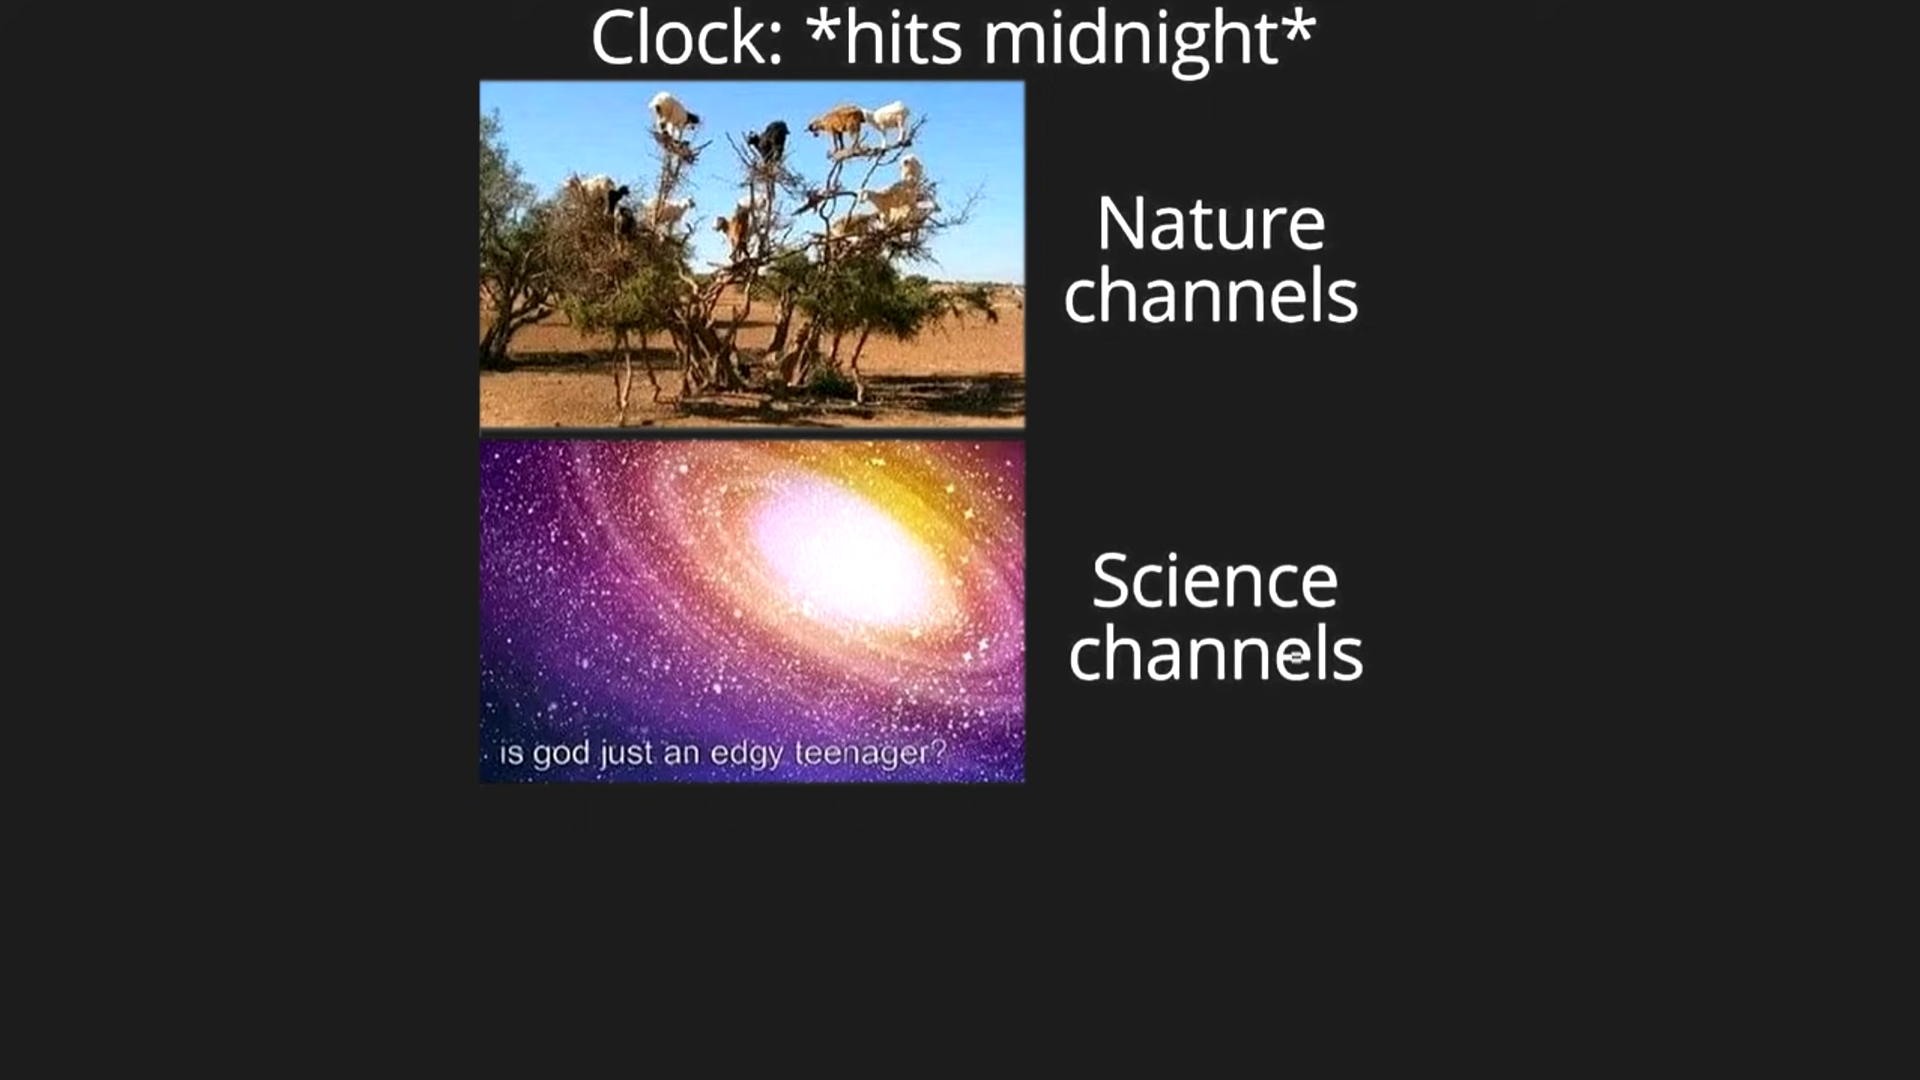 Clock: *hits midnight*
Nature
channels
Science
channels
is god just an edgy teenager?